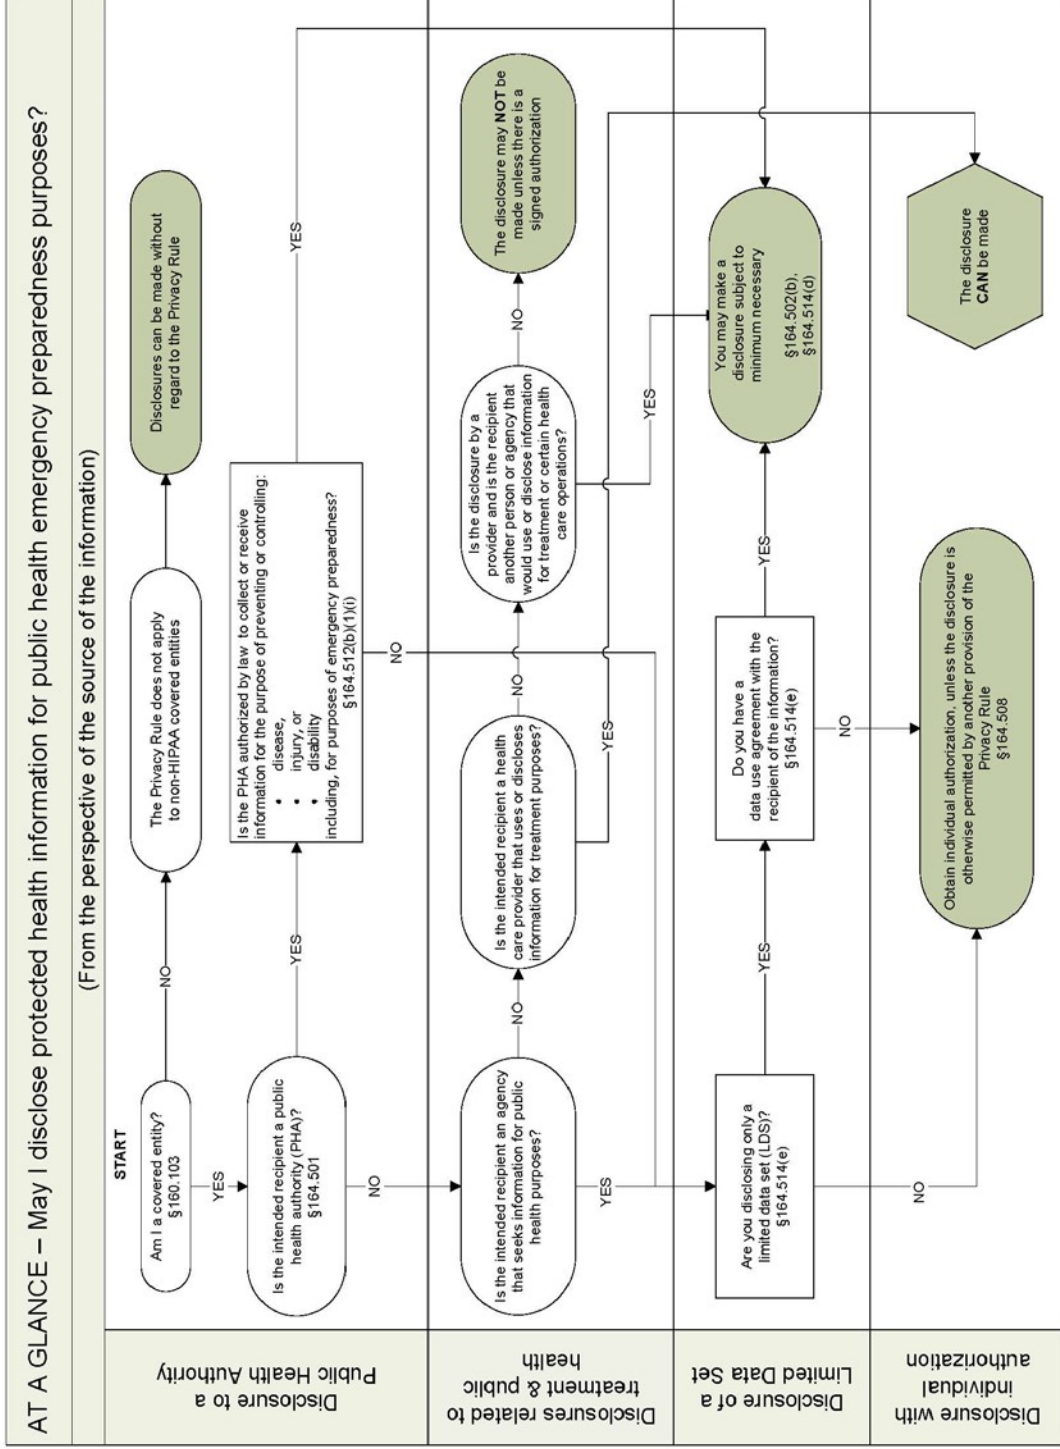 AT A GLANCE – May I disclose protected health information for public health emergency preparedness purposes?
(From the perspective of the source of the information)
Disclosure to a
Public Health Authority
START
Am I a covered entity?
§160.103
NO
The Privacy Rule does not apply
to non-HIPAA covered entities
Disclosures can be made without
regard to the Privacy Rule
YES
Is the intended recipient a public
health authority (PHA)?
§164.501
YES
Is the PHA authorized by law to collect or receive
information for the purpose of preventing or controlling:
• disease,
• injury, or
• disability
including, for purposes of emergency preparedness?
§164.512(b)(1)(i)
YES
NO
NO
Disclosures related to
treatment & public
health
Is the intended recipient an agency
that seeks information for public
health purposes?
NO
Is the intended recipient a health
care provider that uses or discloses
information for treatment purposes?
NO
Is the disclosure by a
provider and is the recipient
another person or agency that
would use or disclose information
for treatment or certain health
care operations?
NO
The disclosure may NOT be
made unless there is a
signed authorization
YES
YES
YES
Disclosure of a
Limited Data Set
Are you disclosing only a
limited data set (LDS)?
§164.514(e)
YES
Do you have a
data use agreement with the
recipient of the information?
§164.514(e)
YES
You may make a
disclosure subject to
minimum necessary
§164.502(b),
§164.514(d)
NO
NO
Disclosure with
individual
authorization
Obtain individual authorization, unless the disclosure is
otherwise permitted by another provision of the
Privacy Rule
§164.508
The disclosure
CAN be made